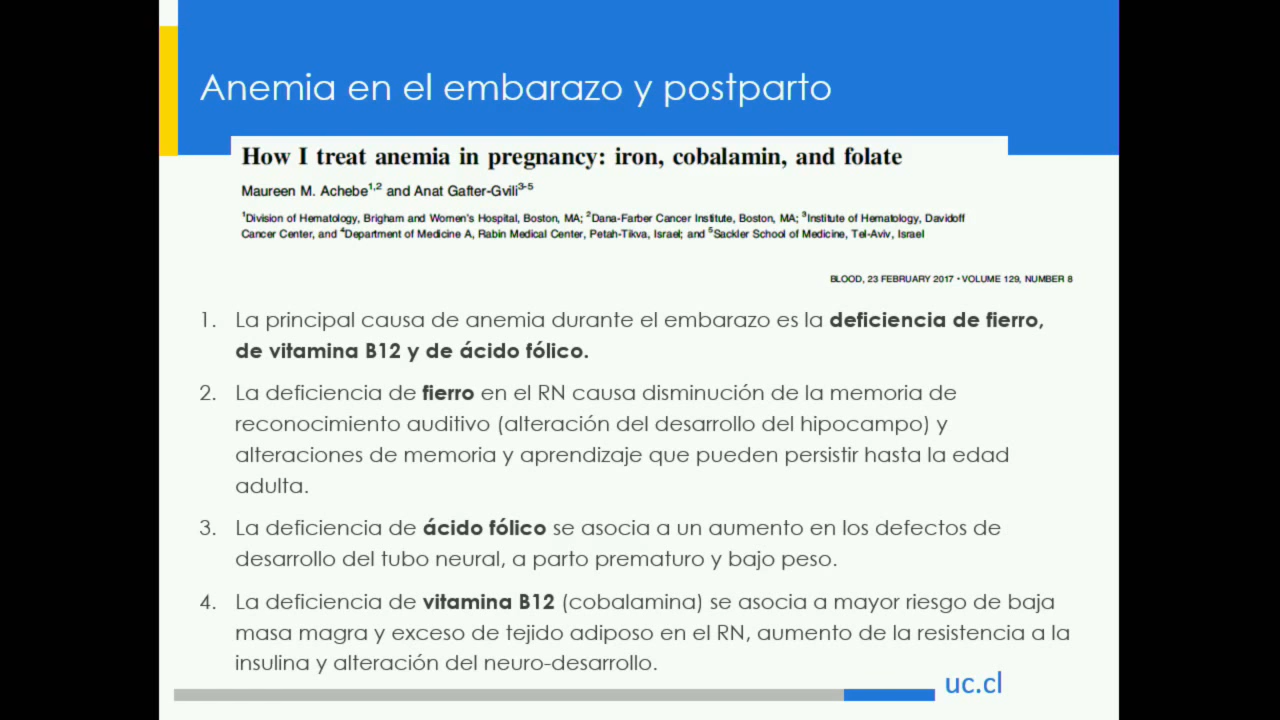 Anemia en el embarazo y postparto
How I treat anemia in pregnancy: iron, cobalamin, and folate
Maureen M. Achebe1,2 and Anat Gafter-Gvili3-5
1Division of Hematology, Brigham and Women's Hospital, Boston, MA; 2Dana-Farber Cancer Institute, Boston, MA; 3Institute of Hematology, Davidoff
Cancer Center, and 4Department of Medicine A, Rabin Medical Center, Petah-Tikva, Israel; and 5Sackler School of Medicine, Tel-Aviv, Israel
BLOOD, 23 FEBRUARY 2017 • VOLUME 129, NUMBER 8
1. La principal causa de anemia durante el embarazo es la deficiencia de fierro,
de vitamina B12 y de ácido fólico.
2. La deficiencia de fierro en el RN causa disminución de la memoria de
reconocimiento auditivo (alteración del desarrollo del hipocampo) y
alteraciones de memoria y aprendizaje que pueden persistir hasta la edad
adulta.
3. La deficiencia de ácido fólico se asocia a un aumento en los defectos de
desarrollo del tubo neural, a parto prematuro y bajo peso.
4. La deficiencia de vitamina B12 (cobalamina) se asocia a mayor riesgo de baja
masa magra y exceso de tejido adiposo en el RN, aumento de la resistencia a la
insulina y alteración del neuro-desarrollo.
uc.cl